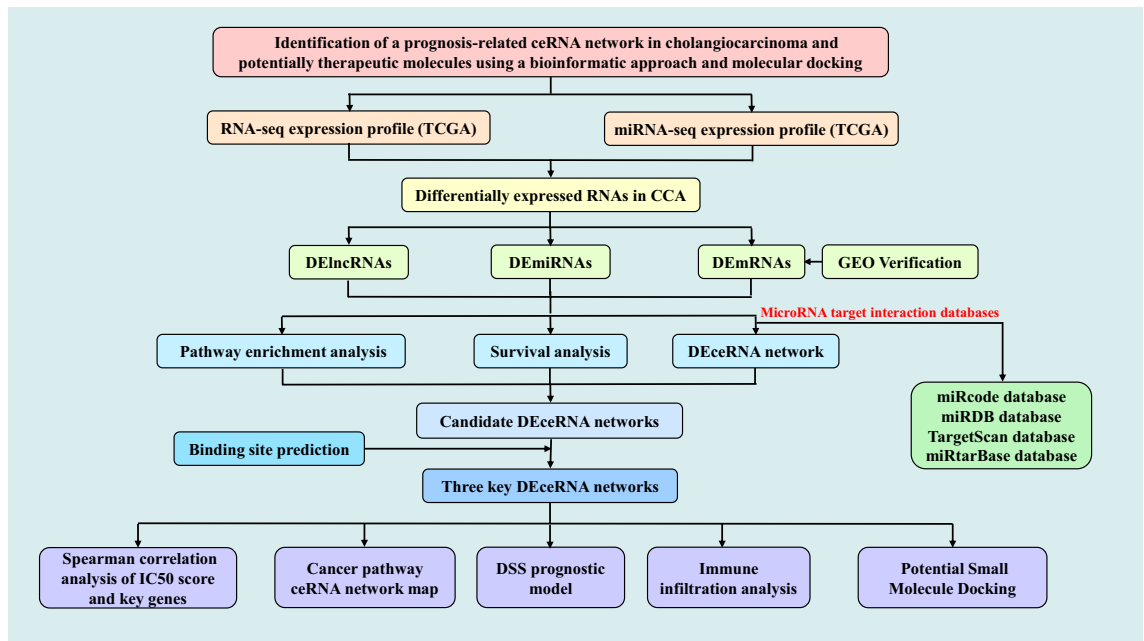 Identification of a prognosis-related ceRNA network in cholangiocarcinoma and
potentially therapeutic molecules using a bioinformatic approach and molecular docking
RNA-seq expression profile (TCGA)
miRNA-seq expression profile (TCGA)
Differentially expressed RNAs in CCA
DElncRNAs
DEmiRNAs
DEmRNAs
GEO Verification
MicroRNA target interaction databases
Pathway enrichment analysis
Survival analysis
DEceRNA network
miRcode database
miRDB database
TargetScan database
miRtarBase database
Candidate DEceRNA networks
Binding site prediction
Three key DEceRNA networks
Spearman correlation
analysis of IC50 score
and key genes
Cancer pathway
ceRNA network map
DSS prognostic
model
Immune
infiltration analysis
Potential Small
Molecule Docking